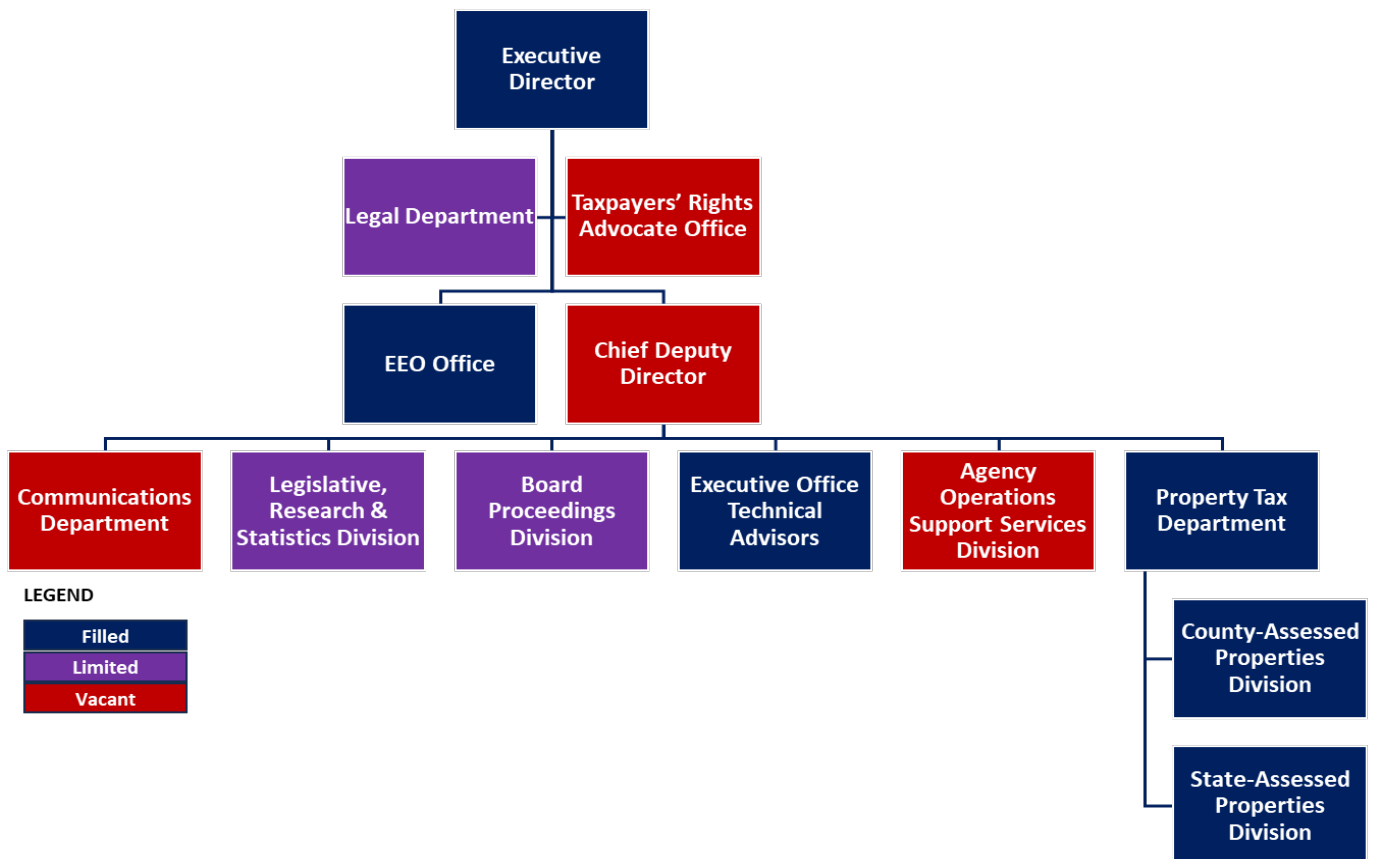 Executive
Director
Legal Department
Taxpayers’ Rights
Advocate Office
EEO Office
Chief Deputy
Director
Communications
Department
Legislative,
Research &
Statistics Division
Board
Proceedings
Division
Executive Office
Technical
Advisors
Agency
Operations
Support Services
Division
Property Tax
Department
LEGEND
Filled
Limited
Vacant
County-Assessed
Properties
Division
State-Assessed
Properties
Division